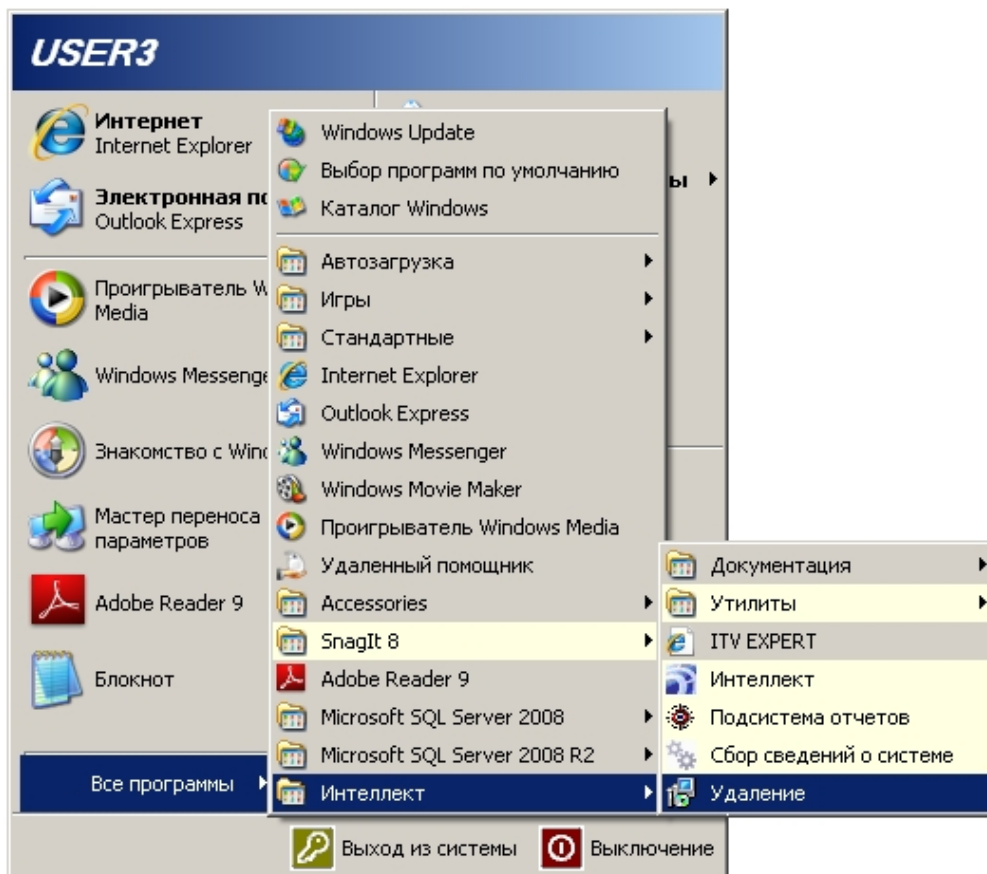 USER3
Интернет
Internet Explorer
Электронная по
Outlook Express
Проигрыватель W
Media
Windows Messenge
Знакомство с Wind
Мастер переноса
параметров
Adobe Reader 9
Блокнот
Все программы
ы
Windows Update
Выбор программ по умолчанию
Каталог Windows
Автозагрузка
Игры
Стандартные
Internet Explorer
Outlook Express
Windows Messenger
Windows Movie Maker
Проигрыватель Windows Media
Удаленный помощник
Accessories
SnagIt 8
Adobe Reader 9
Microsoft SQL Server 2008
Microsoft SQL Server 2008 R2
Интеллект
Документация
Утилиты
ITV EXPERT
Интеллект
Подсистема отчетов
Сбор сведений о системе
Удаление
Выход из системы
Выключение